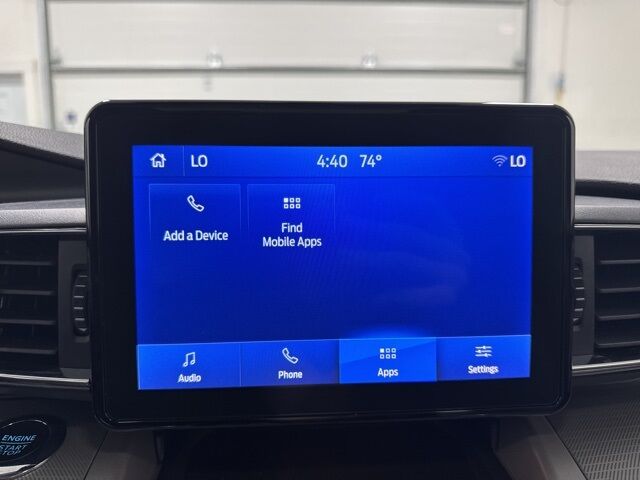 LO 4:40 74° LO
Add a Device
Find
Mobile Apps
Audio Phone Apps Settings
ENGINE
START
STOP